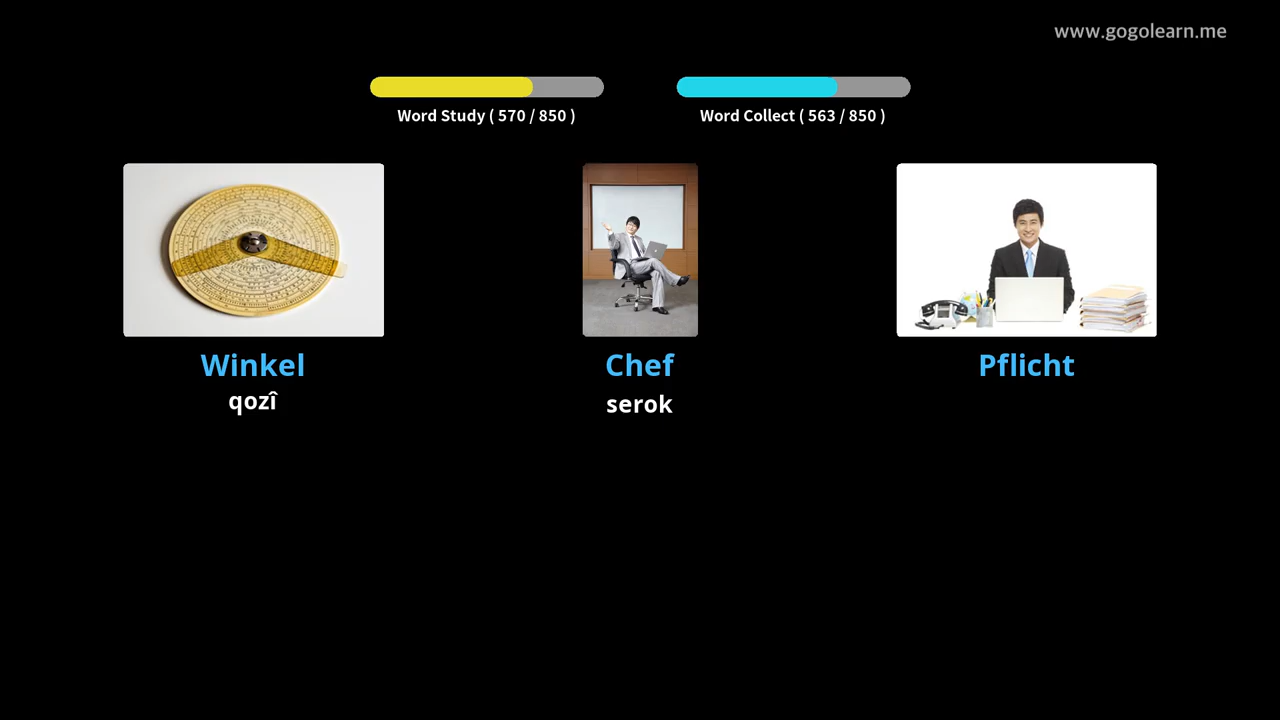 www.gogolearn.me
Word Study ( 570 / 850 )
Word Collect ( 563 / 850 )
Winkel
qozî
Chef
serok
Pflicht